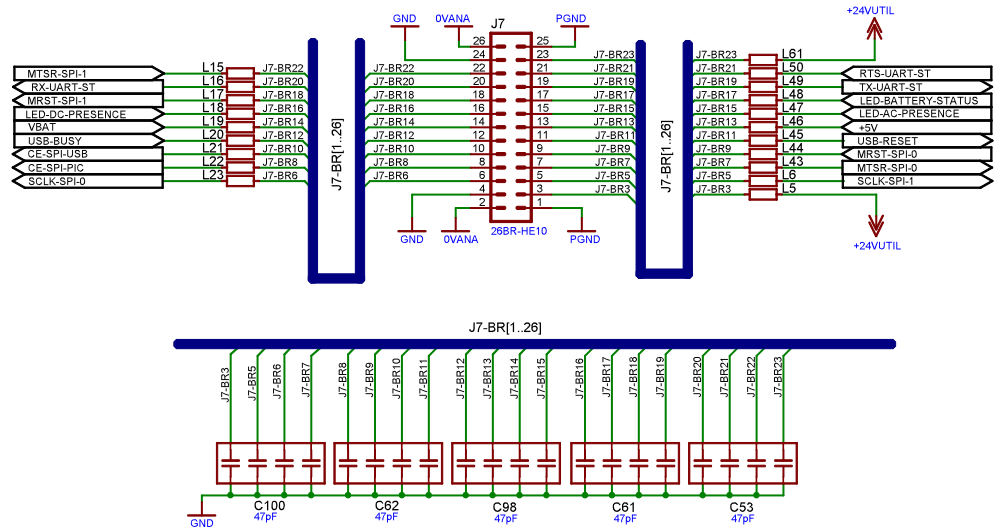 +24VUTIL
GND 0VANA J7 PGND
26 25
24 23 J7-BR23 J7-BR23 L61
MTSR-SPI-1 L15 J7-BR22 J7-BR22 22 21 J7-BR21 J7-BR21 L50 RTS-UART-ST
RX-UART-ST L16 J7-BR20 J7-BR20 20 19 J7-BR19 J7-BR19 L49 TX-UART-ST
MRST-SPI-1 L17 J7-BR18 J7-BR18 18 17 J7-BR17 J7-BR17 L48 LED-BATTERY-STATUS
LED-DC-PRESENCE L18 J7-BR16 J7-BR16 16 15 J7-BR15 J7-BR15 L47 LED-AC-PRESENCE
VBAT L19 J7-BR14 J7-BR14 14 13 J7-BR13 J7-BR13 L46 +5V
USB-BUSY L20 J7-BR12 J7-BR12 12 11 J7-BR11 J7-BR11 L45 USB-RESET
CE-SPI-USB L21 J7-BR10 J7-BR10 10 9 J7-BR9 J7-BR9 L44 MRST-SPI-0
CE-SPI-PIC L22 J7-BR8 J7-BR8 8 7 J7-BR7 J7-BR7 L43 MTSR-SPI-0
SCLK-SPI-0 L23 J7-BR6 J7-BR6 6 5 J7-BR5 J7-BR5 L6 SCLK-SPI-1
4 3 J7-BR3 J7-BR3 L5
2 1
J7-BR[1..26] J7-BR[1..26]
GND 0VANA 26BR-HE10 PGND +24VUTIL
J7-BR[1..26]
J7-BR3 J7-BR5 J7-BR6 J7-BR7 J7-BR8 J7-BR9 J7-BR10 J7-BR11 J7-BR12 J7-BR13 J7-BR14 J7-BR15 J7-BR16 J7-BR17 J7-BR18 J7-BR19 J7-BR20 J7-BR21 J7-BR22 J7-BR23
C100 C62 C98 C61 C53
47pF 47pF 47pF 47pF 47pF
GND